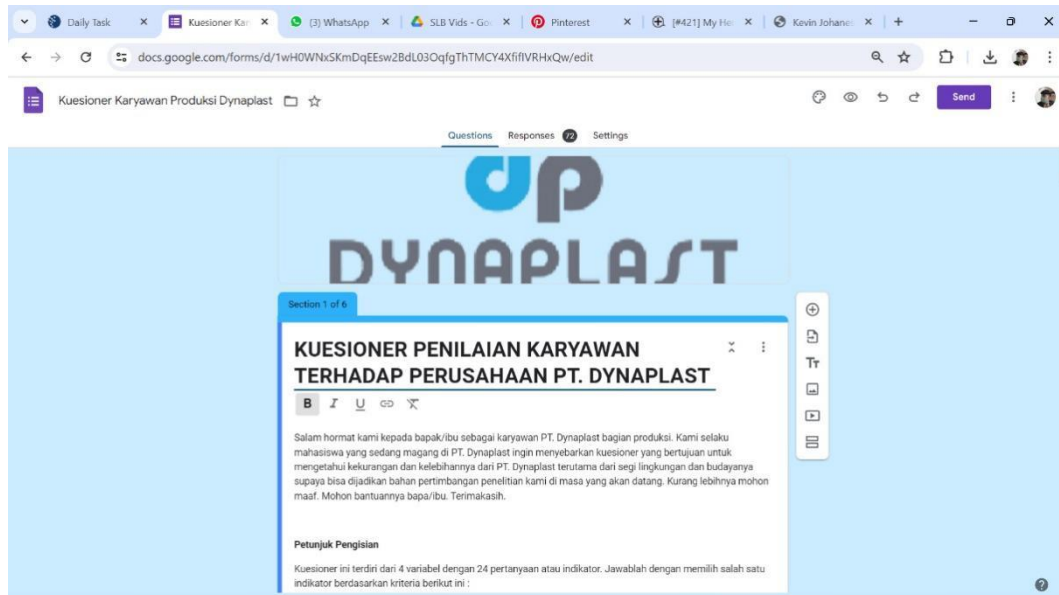 Daily Task
Kuesioner Kar
(3) WhatsApp
SLB Vids - Goo
Pinterest
[#421] My He
Kevin Johanes
docs.google.com/forms/d/1wH0WNxSKmDqEEsw2BdL03OqfgThTMCY4XfifIVRHxQw/edit
Kuesioner Karyawan Produksi Dynaplast
Send
Questions Responses 72 Settings
dp
DYNAPLAST
Section 1 of 6
KUESIONER PENILAIAN KARYAWAN
TERHADAP PERUSAHAAN PT. DYNAPLAST
B I U
Tt
Salam hormat kami kepada bapak/ibu sebagai karyawan PT. Dynaplast bagian produksi. Kami selaku
mahasiswa yang sedang magang di PT. Dynaplast ingin menyebarkan kuesioner yang bertujuan untuk
mengetahui kekurangan dan kelebihannya dari PT. Dynaplast terutama dari segi lingkungan dan budayanya
supaya bisa dijadikan bahan pertimbangan penelitian kami di masa yang akan datang. Kurang lebihnya mohon
maaf. Mohon bantuannya bapa/ibu. Terimakasih.
Petunjuk Pengisian
Kuesioner ini terdiri dari 4 variabel dengan 24 pertanyaan atau indikator. Jawablah dengan memilih salah satu
indikator berdasarkan kriteria berikut ini :